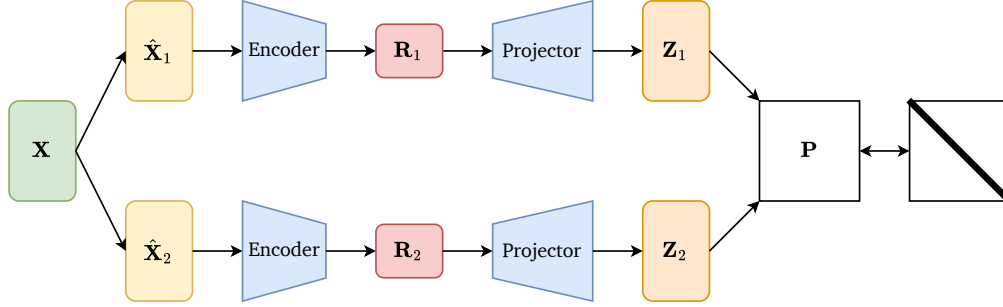 X
X̂₁
Encoder
R₁
Projector
Z₁
P
X̂₂
Encoder
R₂
Projector
Z₂